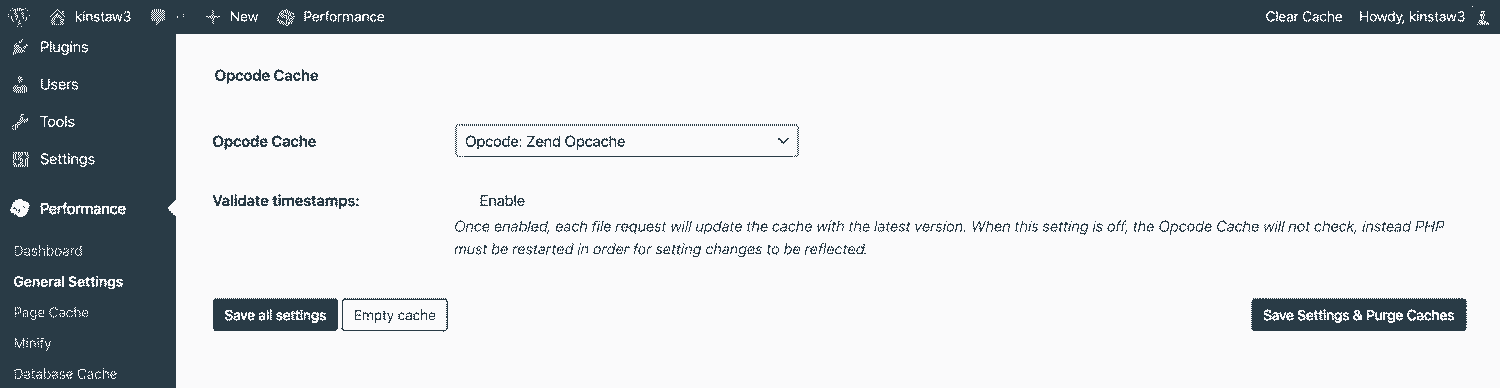 kinstaw3 New Performance Clear Cache Howdy, kinstaw3
Plugins
Users
Tools
Settings
Performance
Dashboard
General Settings
Page Cache
Minify
Database Cache
Opcode Cache
Opcode Cache Opcode: Zend Opcache
Validate timestamps: Enable
Once enabled, each file request will update the cache with the latest version. When this setting is off, the Opcode Cache will not check, instead PHP
must be restarted in order for setting changes to be reflected.
Save all settings Empty cache Save Settings & Purge Caches